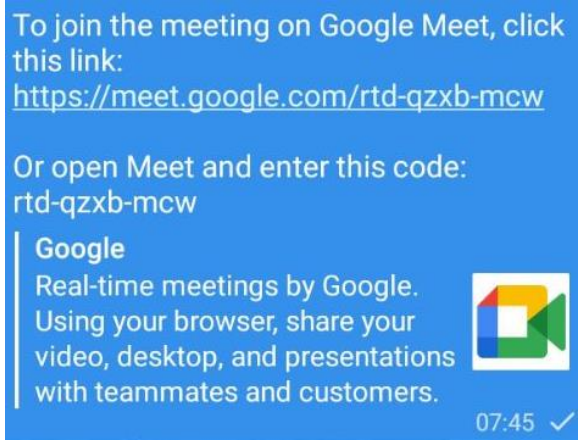 To join the meeting on Google Meet, click
this link:
https://meet.google.com/rtd-qzxb-mcw
Or open Meet and enter this code:
rtd-qzxb-mcw
Google
Real-time meetings by Google.
Using your browser, share your
video, desktop, and presentations
with teammates and customers.
07:45